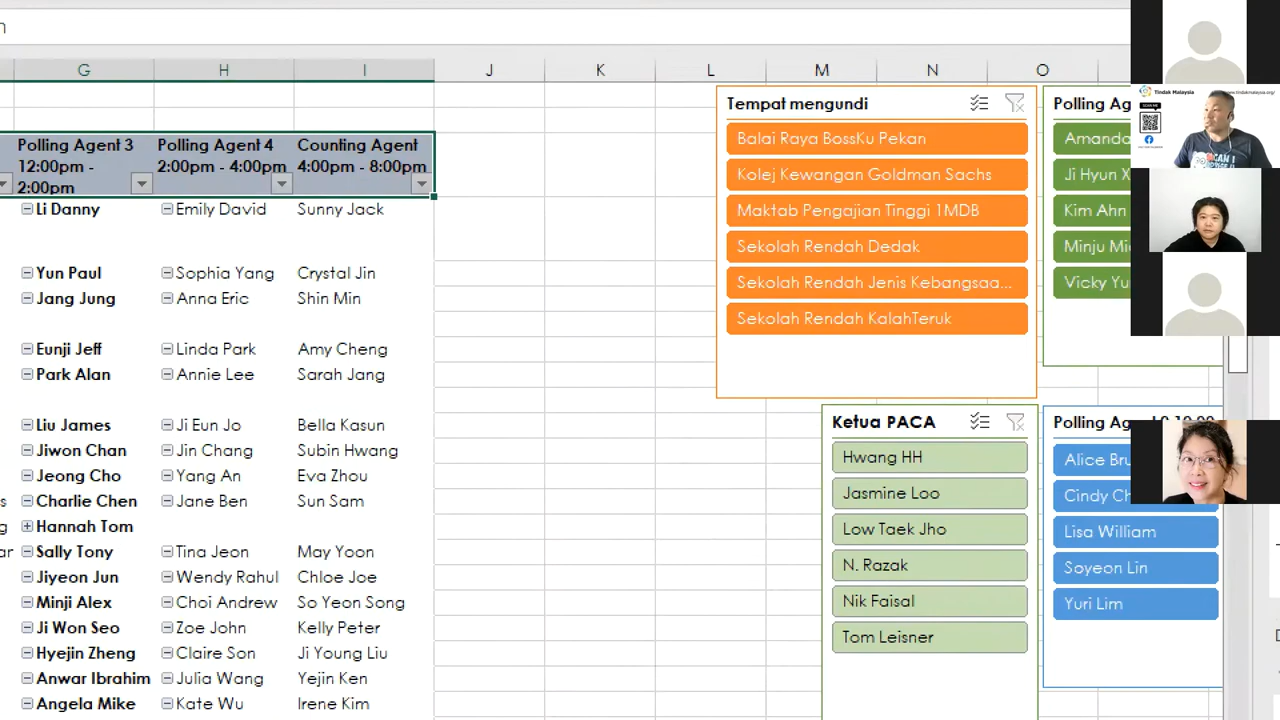 G H I J K L M N O
Polling Agent 3 Polling Agent 4 Counting Agent
12:00pm - 2:00pm - 4:00pm 4:00pm - 8:00pm
2:00pm
Li Danny Emily David Sunny Jack
Yun Paul Sophia Yang Crystal Jin
Jang Jung Anna Eric Shin Min
Eunji Jeff Linda Park Amy Cheng
Park Alan Annie Lee Sarah Jang
Liu James Ji Eun Jo Bella Kasun
Jiwon Chan Jin Chang Subin Hwang
Jeong Cho Yang An Eva Zhou
Charlie Chen Jane Ben Sun Sam
Hannah Tom
Sally Tony Tina Jeon May Yoon
Jiyeon Jun Wendy Rahul Chloe Joe
Minji Alex Choi Andrew So Yeon Song
Ji Won Seo Zoe John Kelly Peter
Hyejin Zheng Claire Son Ji Young Liu
Anwar Ibrahim Julia Wang Yejin Ken
Angela Mike Kate Wu Irene Kim
Tempat mengundi
Balai Raya BossKu Pekan
Kolej Kewangan Goldman Sachs
Maktab Pengajian Tinggi 1MDB
Sekolah Rendah Dedak
Sekolah Rendah Jenis Kebangsaa...
Sekolah Rendah KalahTeruk
Polling Ag
Amanda
Ji Hyun X
Kim Ahn
Minju Mi
Vicky Yu
Ketua PACA
Hwang HH
Jasmine Loo
Low Taek Jho
N. Razak
Nik Faisal
Tom Leisner
Polling Ag
Alice Bru
Cindy Ch
Lisa William
Soyeon Lin
Yuri Lim
Tindak Malaysia
www.tindakmalaysia.org/
SCAN ME